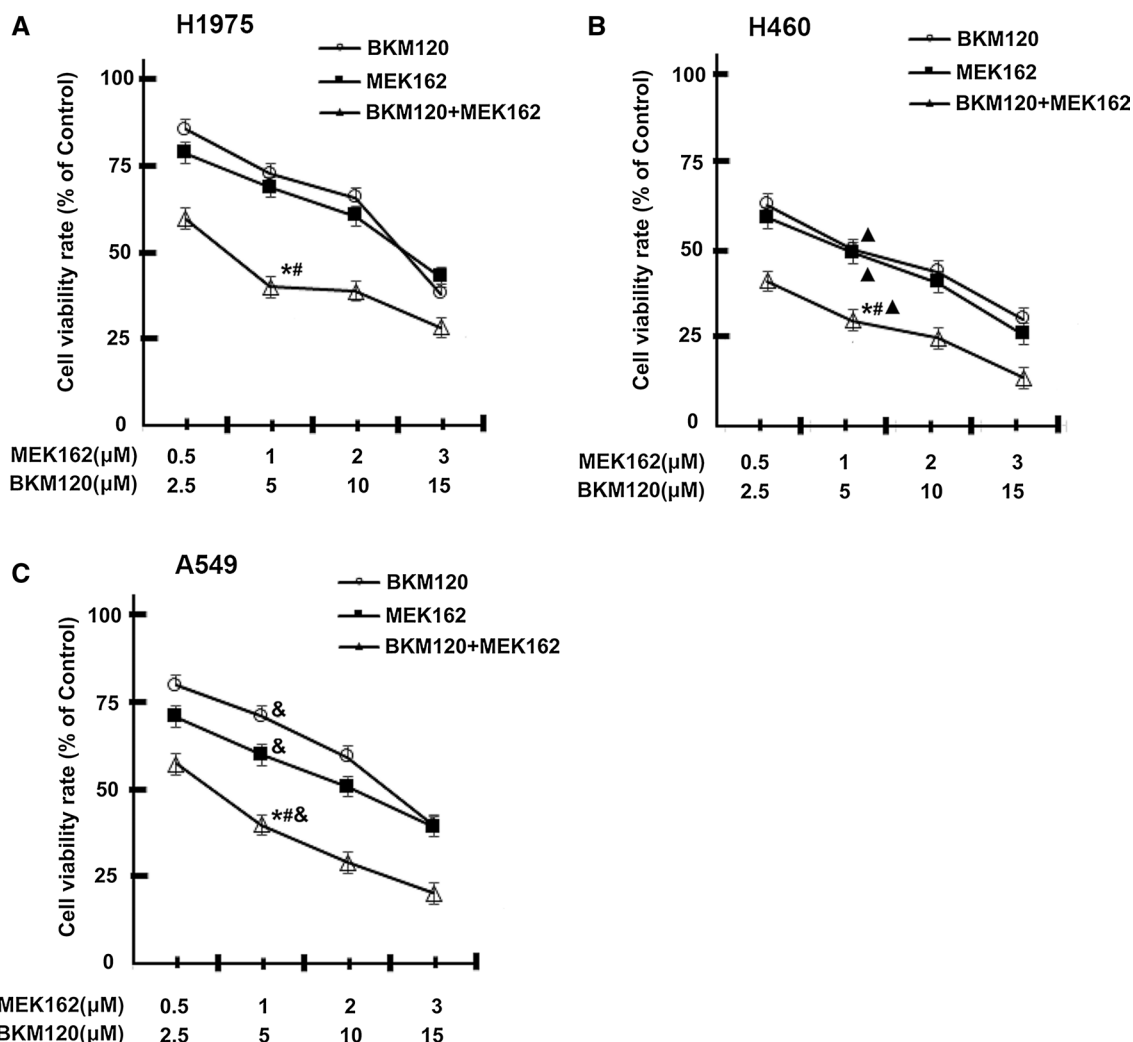 A
H1975
BKM120
MEK162
BKM120+MEK162
Cell viability rate (% of Control)
100
75
50
25
0
*#
MEK162(μM) 0.5 1 2 3
BKM120(μM) 2.5 5 10 15
B
H460
BKM120
MEK162
BKM120+MEK162
Cell viability rate (% of Control)
100
75
50
25
0
▲
▲
*#▲
MEK162(μM) 0.5 1 2 3
BKM120(μM) 2.5 5 10 15
C
A549
BKM120
MEK162
BKM120+MEK162
Cell viability rate (% of Control)
100
75
50
25
0
&
&
*#&
MEK162(μM) 0.5 1 2 3
BKM120(μM) 2.5 5 10 15